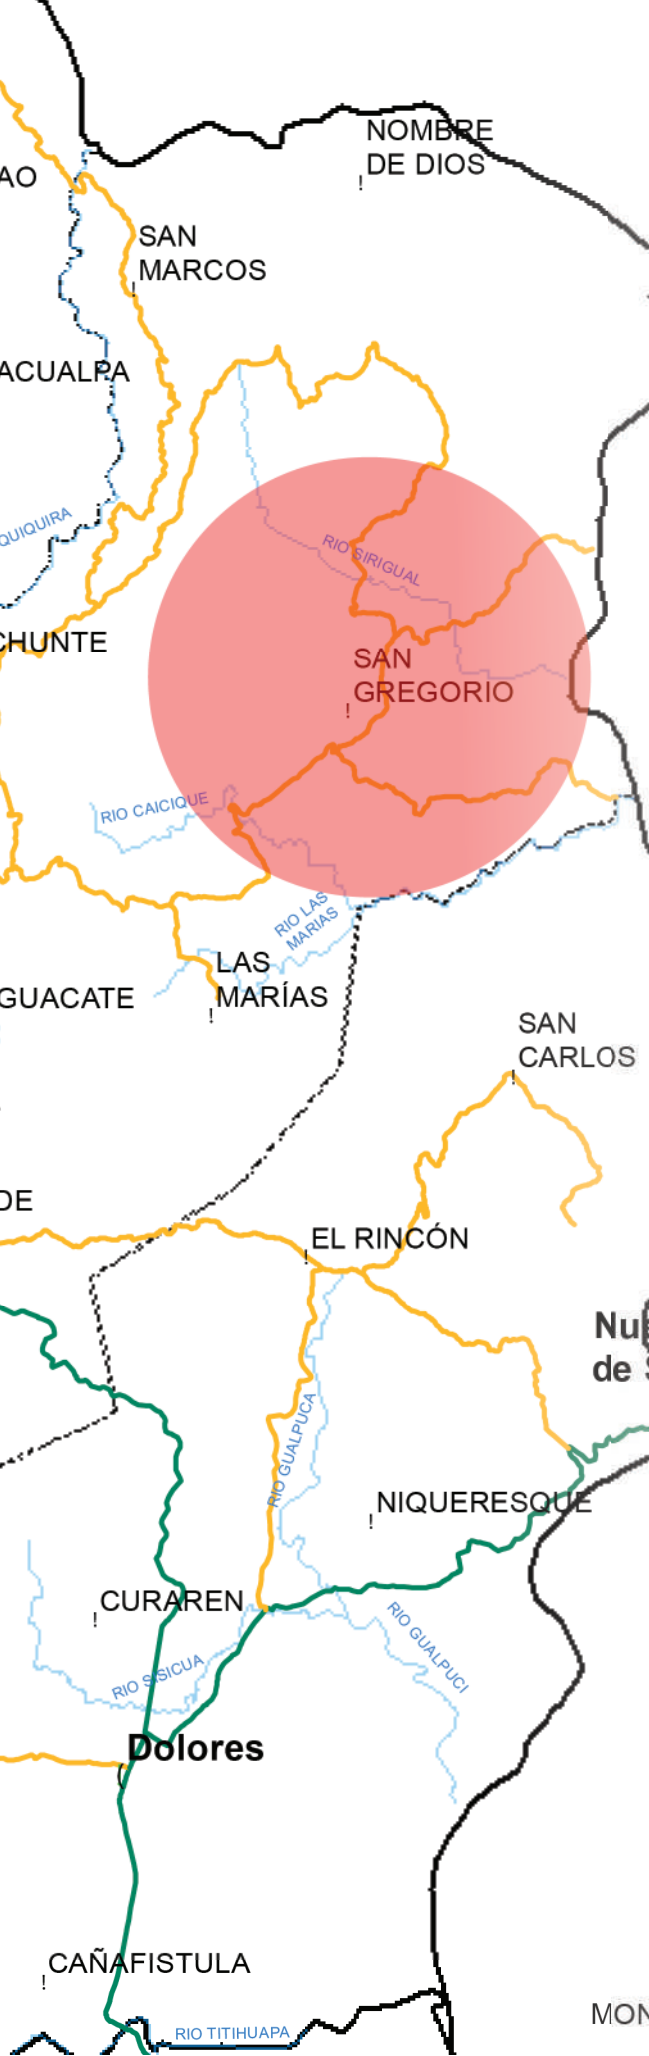 NOMBRE
DE DIOS
AO
SAN
MARCOS
ACUALPA
QUIQUIRA
RIO SIRIGUAL
CHUNTE
SAN
GREGORIO
RIO CAICIQUE
RIO LAS
MARIAS
LAS
MARÍAS
GUACATE
SAN
CARLOS
DE
EL RINCÓN
Nu
de S
RIO GUALPUCA
NIQUERESQUE
CURAREN
RIO GUALPUCI
RIO SISICUA
Dolores
CAÑAFISTULA
MON
RIO TITIHUAPA